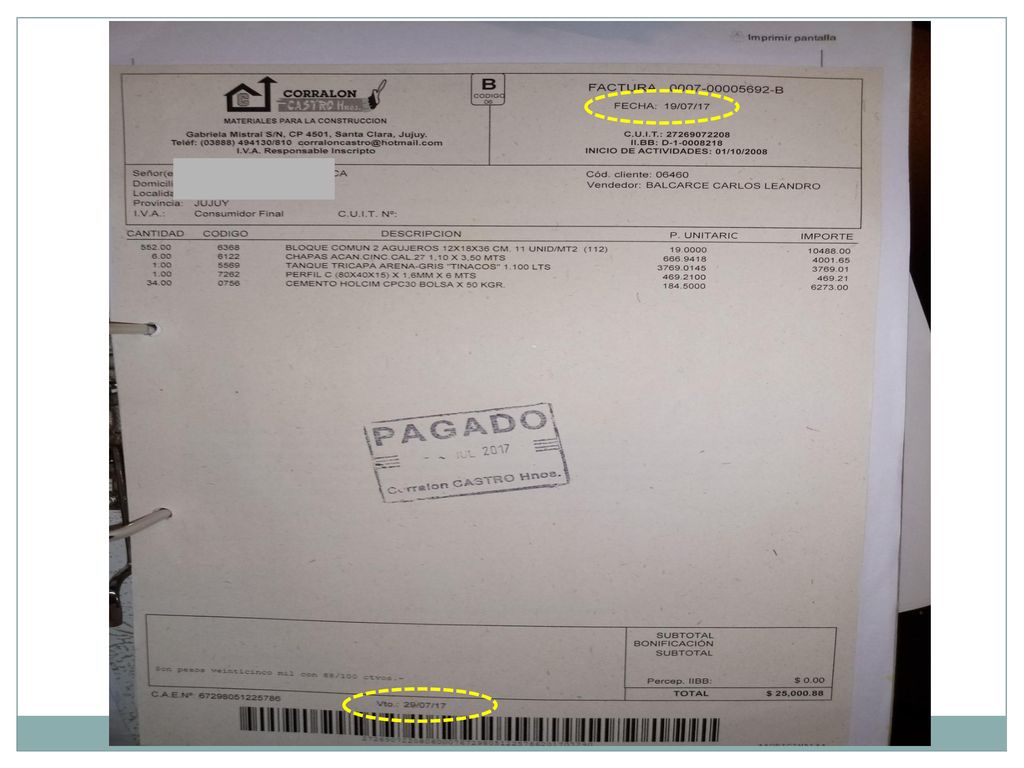 Imprimir pantalla
CORRALON
CASTRO Hnos.
MATERIALES PARA LA CONSTRUCCION
Gabriela Mistral S/N, CP 4501, Santa Clara, Jujuy.
Teléf: (03888) 494130/810 corraloncastro@hotmail.com
I.V.A. Responsable Inscripto
B
CODIGO
06
FACTURA 0007-00005692-B
FECHA: 19/07/17
C.U.I.T.: 27269072208
II.BB: D-1-0008218
INICIO DE ACTIVIDADES: 01/10/2008
Señor(e CA
Domicili
Localida
Provincia: JUJUY
I.V.A.: Consumidor Final C.U.I.T. Nº:
Cód. cliente: 06460
Vendedor: BALCARCE CARLOS LEANDRO
CANTIDAD CODIGO DESCRIPCION P. UNITARIC IMPORTE
552.00 6368 BLOQUE COMUN 2 AGUJEROS 12X18X36 CM. 11 UNID/MT2 (112) 19.0000 10488.00
6.00 6122 CHAPAS ACAN.CINC.CAL.27 1,10 X 3,50 MTS 666.9418 4001.65
1.00 5569 TANQUE TRICAPA ARENA-GRIS "TINACOS" 1.100 LTS 3769.0145 3769.01
1.00 7262 PERFIL C (80X40X15) X 1,6MM X 6 MTS 469.2100 469.21
34.00 0756 CEMENTO HOLCIM CPC30 BOLSA X 50 KGR. 184.5000 6273.00
PAGADO
JUL 2017
Corralon CASTRO Hnos.
SUBTOTAL
BONIFICACIÓN
SUBTOTAL
Son pesos veinticinco mil con 88/100 ctvos.-
Percep. IIBB: $ 0.00
TOTAL $ 25,000.88
C.A.E.Nº: 67298051225786
Vto.: 29/07/17